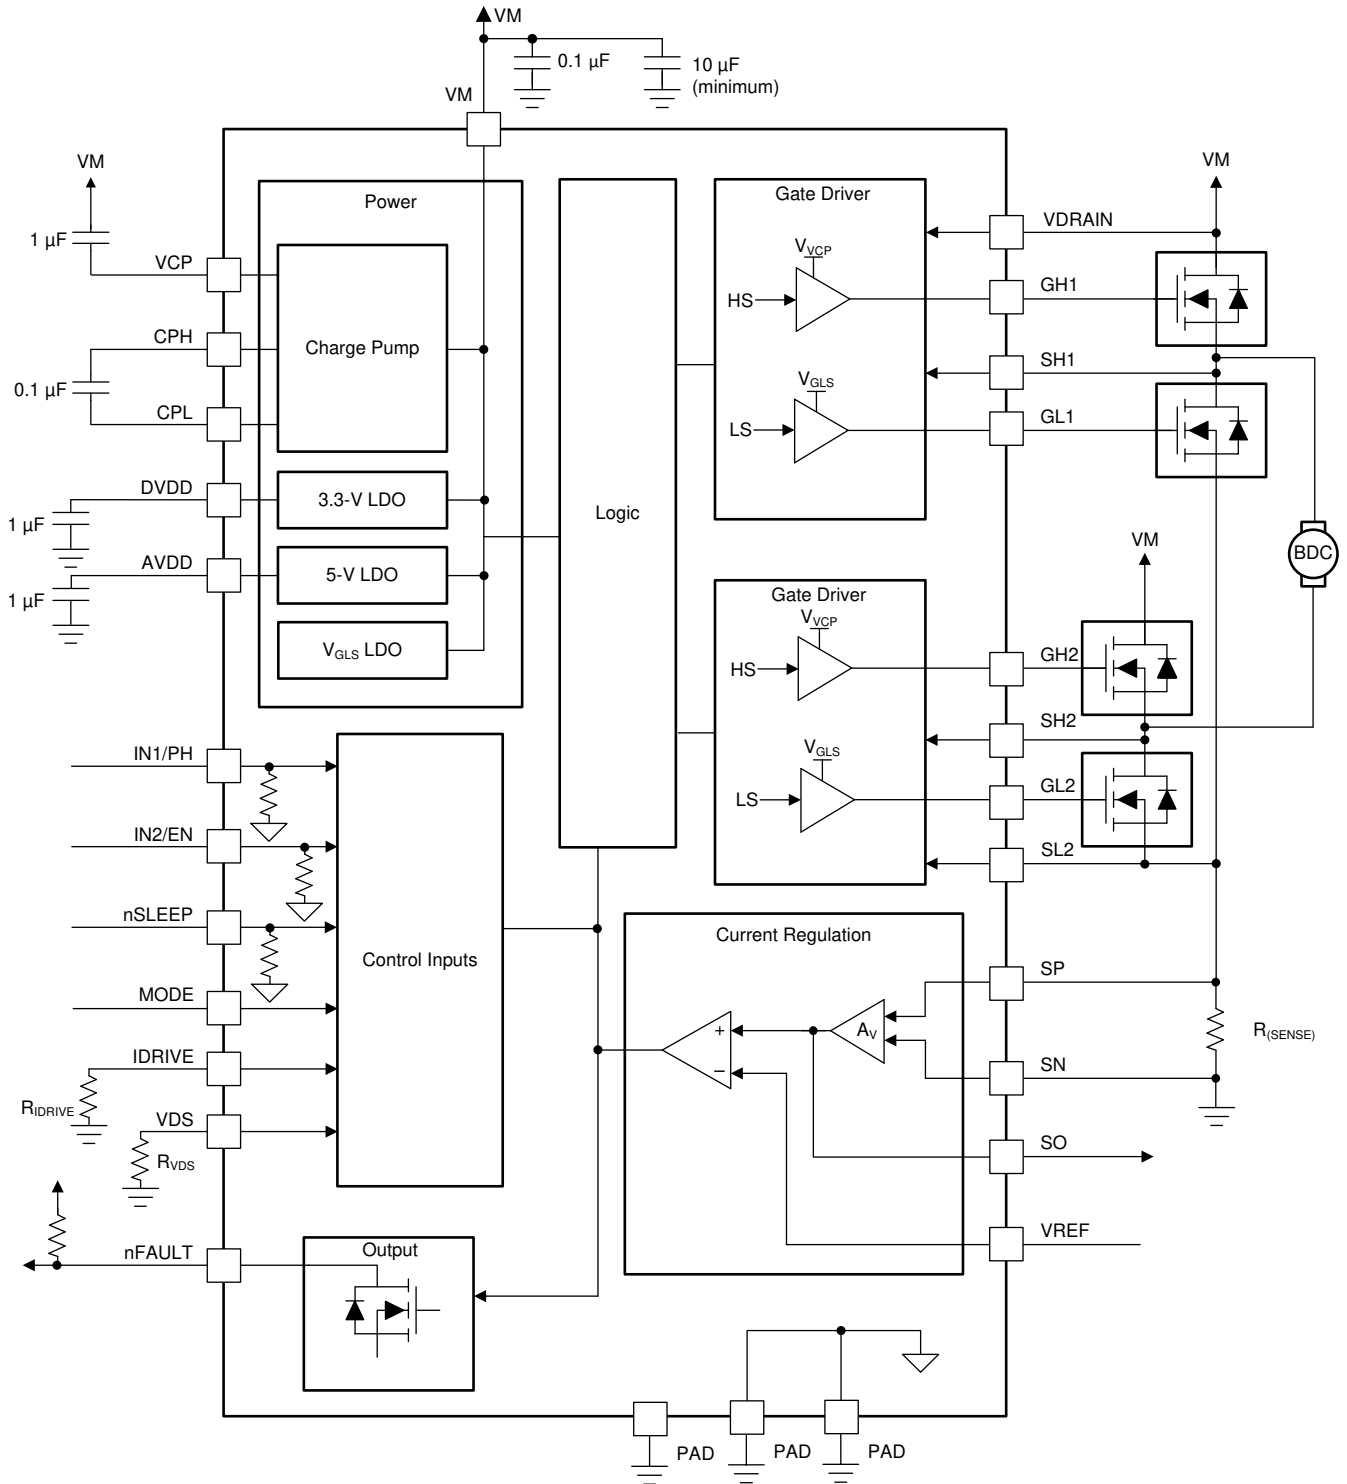 VM
0.1 µF
10 µF
(minimum)
VM
VM
1 µF
VCP
CPH
0.1 µF
CPL
DVDD
1 µF
AVDD
1 µF
Power
Charge Pump
3.3-V LDO
5-V LDO
VGLS LDO
Logic
Gate Driver
VVCP
HS
VGLS
LS
VDRAIN
GH1
SH1
GL1
VM
BDC
Gate Driver
VVCP
HS
VGLS
LS
VM
GH2
SH2
GL2
SL2
IN1/PH
IN2/EN
nSLEEP
MODE
IDRIVE
RIDRIVE
VDS
RVDS
Control Inputs
nFAULT
Output
Current Regulation
+
–
AV
SP
R(SENSE)
SN
SO
VREF
PAD
PAD
PAD